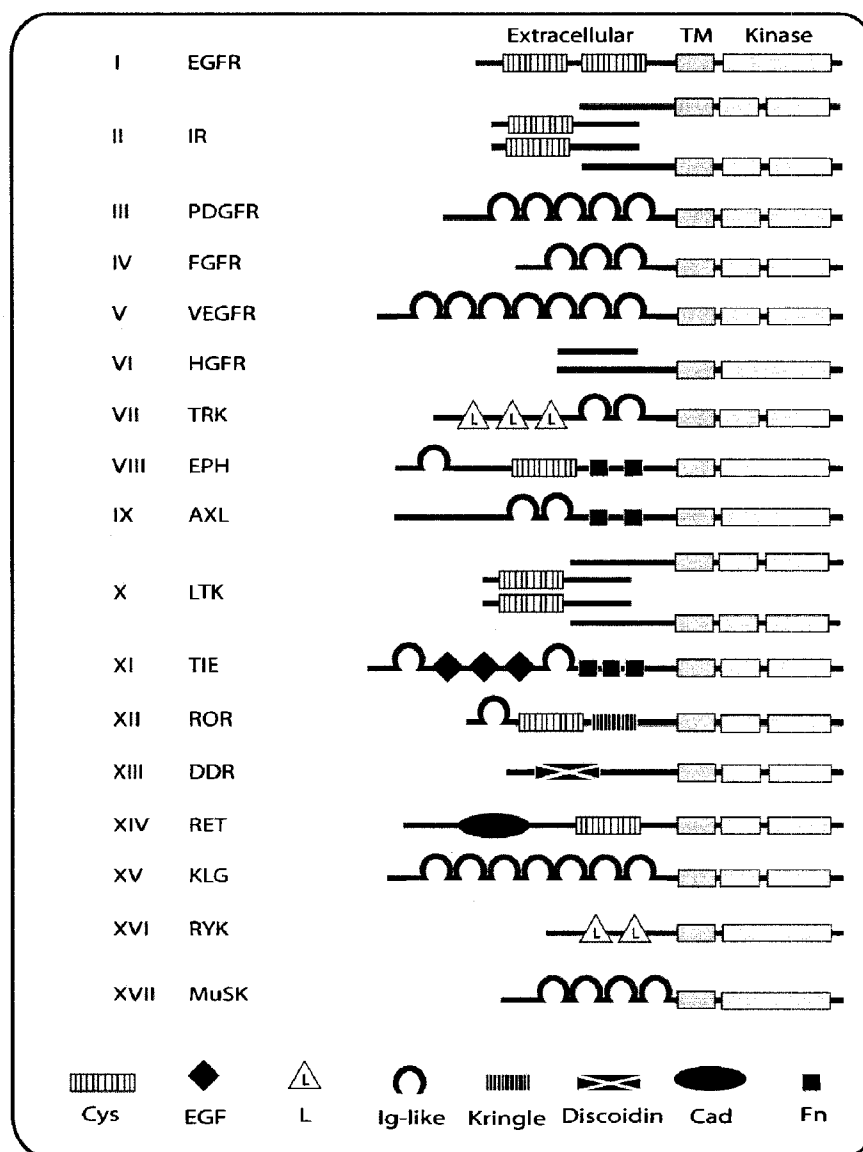 Extracellular TM Kinase
I EGFR
II IR
III PDGFR
IV FGFR
V VEGFR
VI HGFR
VII TRK L L L
VIII EPH
IX AXL
X LTK
XI TIE
XII ROR
XIII DDR
XIV RET
XV KLG
XVI RYK L L
XVII MuSK
L
Cys EGF L Ig-like Kringle Discoidin Cad Fn